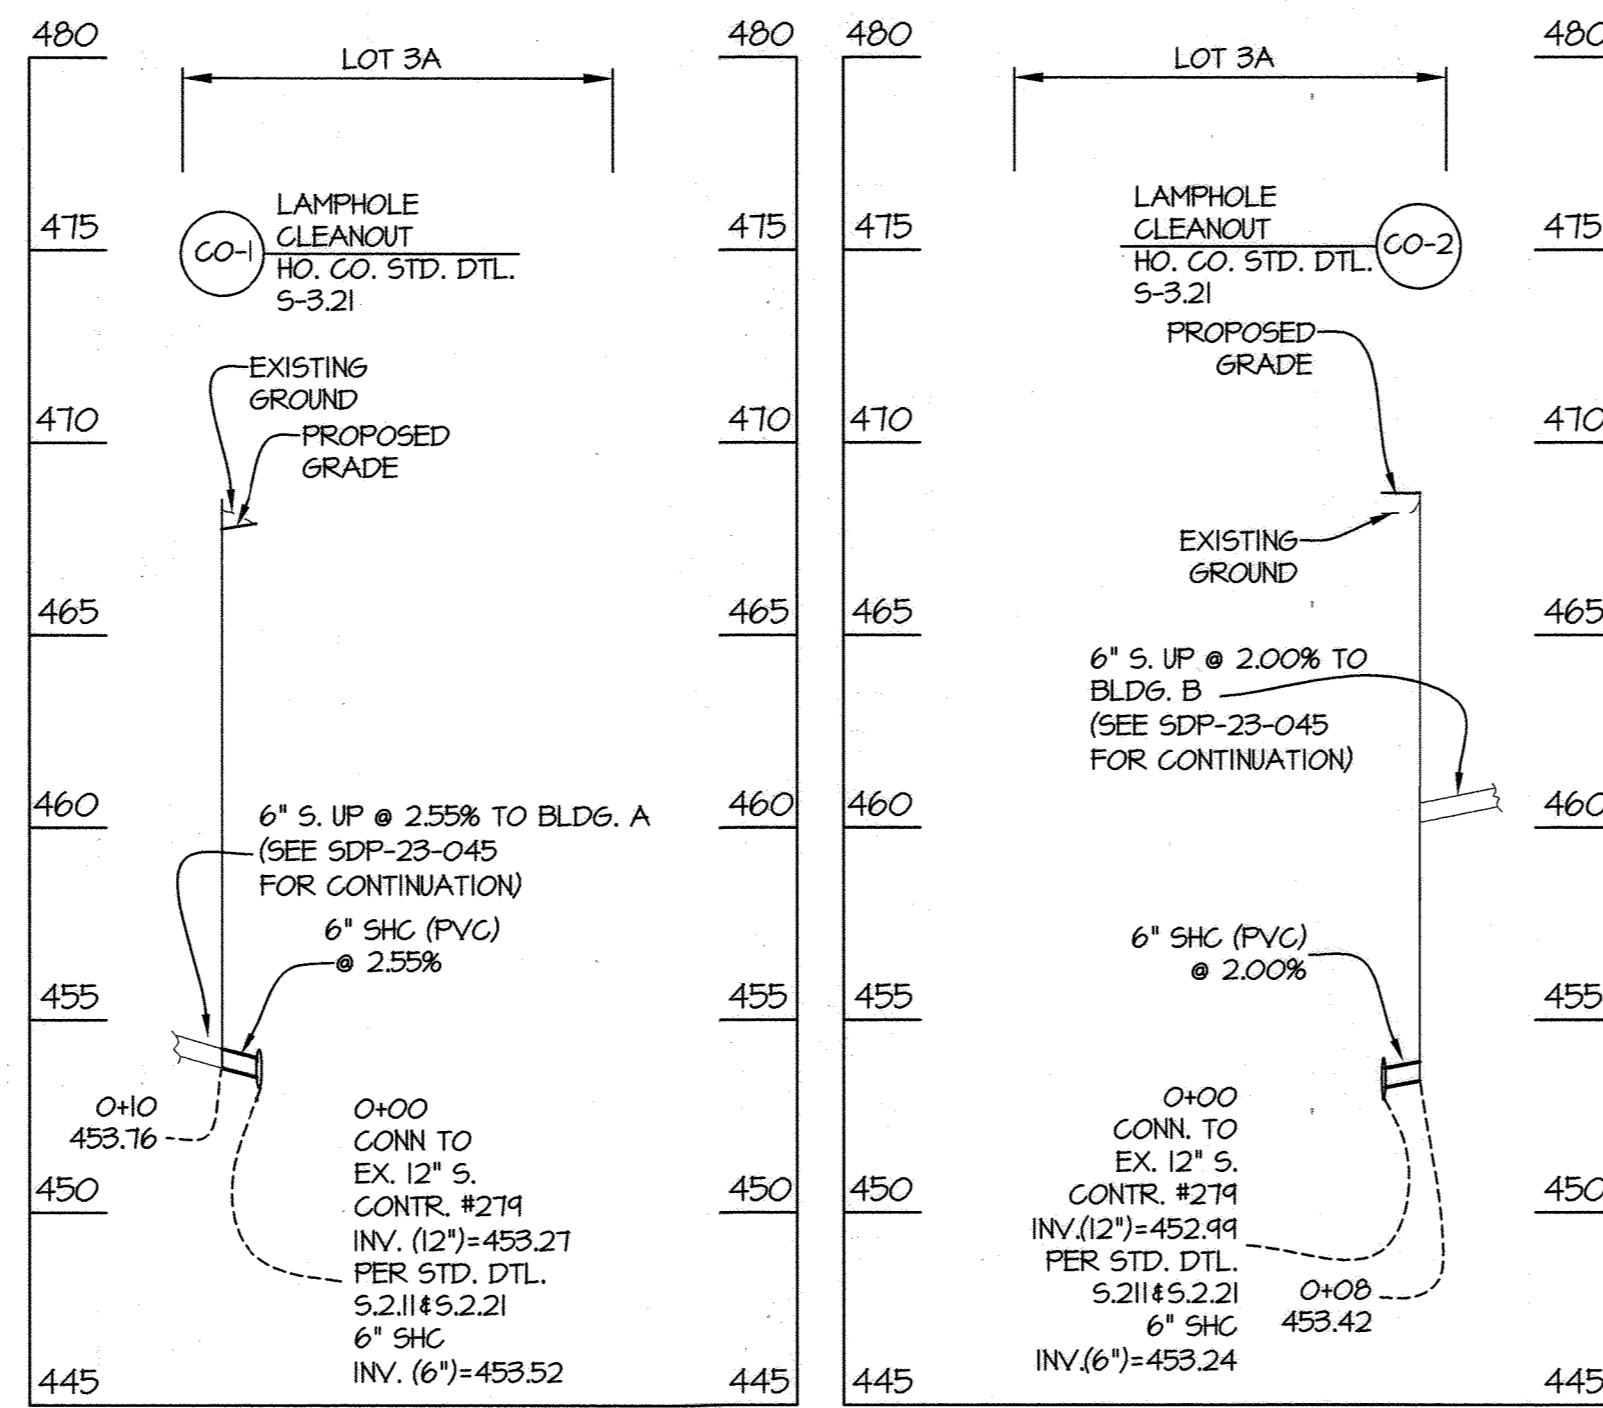 480
LOT 3A
480
CO-1
LAMPHOLE
CLEANOUT
HO. CO. STD. DTL.
S-3.21
475
475
EXISTING
GROUND
PROPOSED
GRADE
470
470
465
465
6" S. UP @ 2.55% TO BLDG. A
(SEE SDP-23-045
FOR CONTINUATION)
460
460
6" SHC (PVC)
@ 2.55%
455
455
0+10
453.76
0+00
CONN TO
EX. 12" S.
CONTR. #279
INV. (12")=453.27
PER STD. DTL.
S.2.11&S.2.21
6" SHC
INV. (6")=453.52
450
450
445
445
480
LOT 3A
480
LAMPHOLE
CLEANOUT
HO. CO. STD. DTL.
S-3.21
CO-2
475
475
PROPOSED
GRADE
470
470
EXISTING
GROUND
465
465
6" S. UP @ 2.00% TO
BLDG. B
(SEE SDP-23-045
FOR CONTINUATION)
460
460
6" SHC (PVC)
@ 2.00%
455
455
0+00
CONN. TO
EX. 12" S.
CONTR. #279
INV.(12")=452.99
PER STD. DTL.
S.211&S.2.21
6" SHC
INV.(6")=453.24
0+08
453.42
450
450
445
445